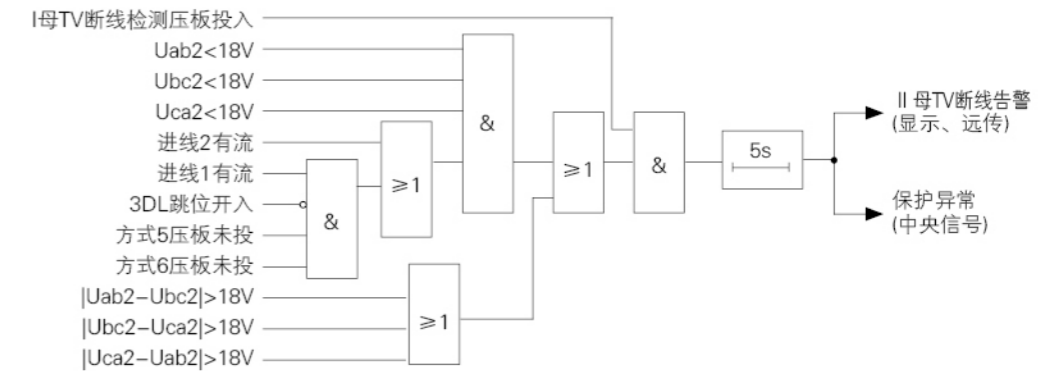 I母TV断线检测压板投入
Uab2<18V
Ubc2<18V
Uca2<18V
进线2有流
进线1有流
3DL跳位开入
方式5压板未投
方式6压板未投
|Uab2-Ubc2|>18V
|Ubc2-Uca2|>18V
|Uca2-Uab2|>18V
&
≥1
&
≥1
≥1
&
5s
II 母TV断线告警
(显示、远传)
保护异常
(中央信号)